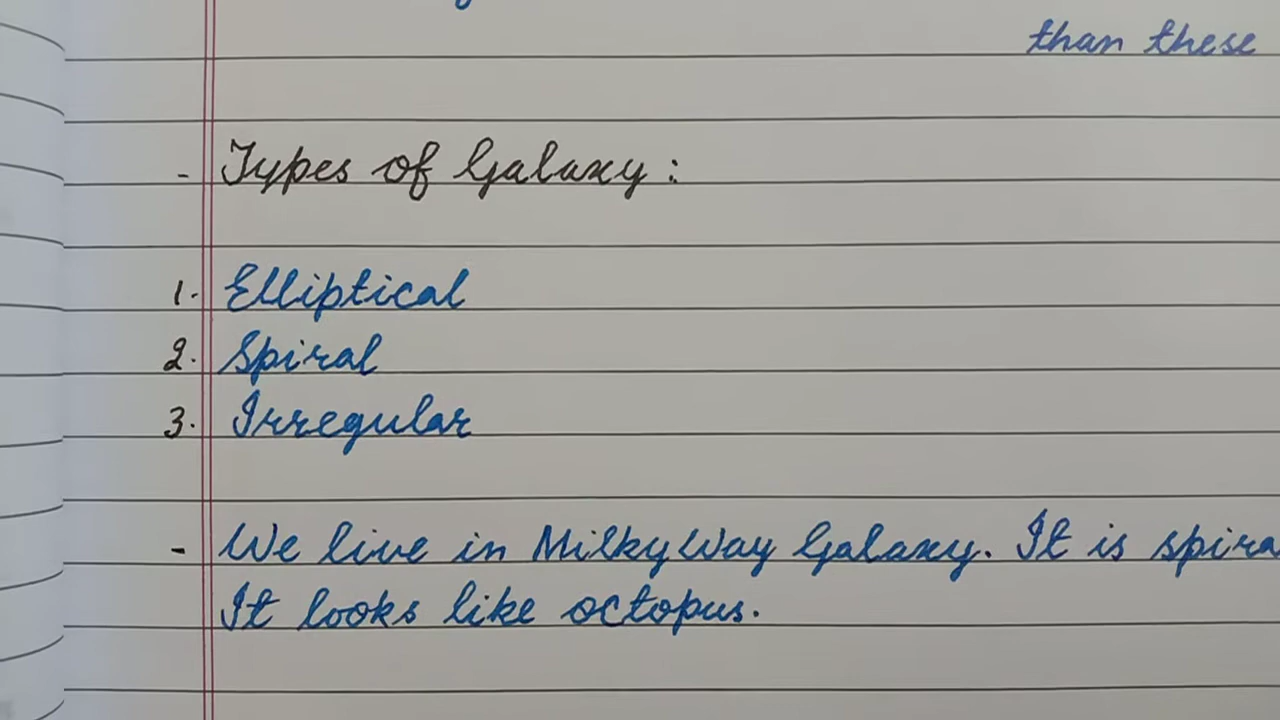 than these
- Types of Galaxy:
1. Elliptical
2. Spiral
3. Irregular
- We live in MilkyWay Galaxy. It is spira
It looks like octopus.